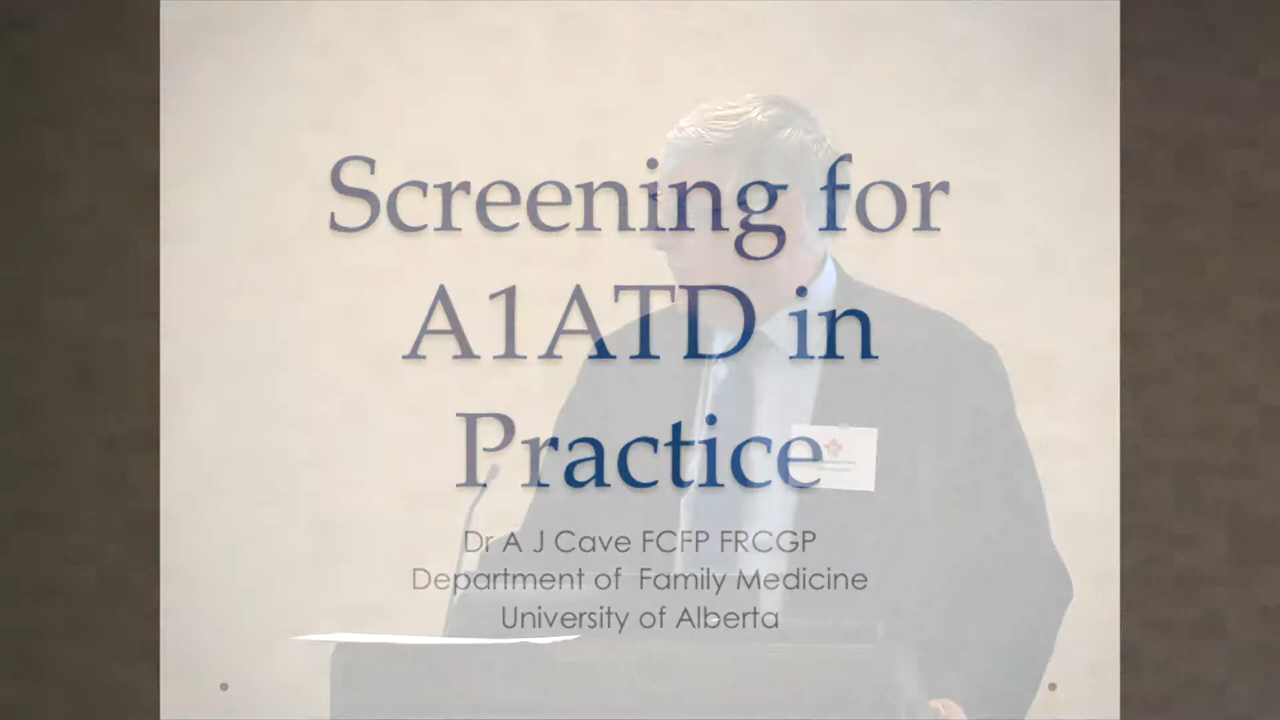 Screening for
A1ATD in
Practice
Dr A J Cave FCFP FRCGP
Department of Family Medicine
University of Alberta